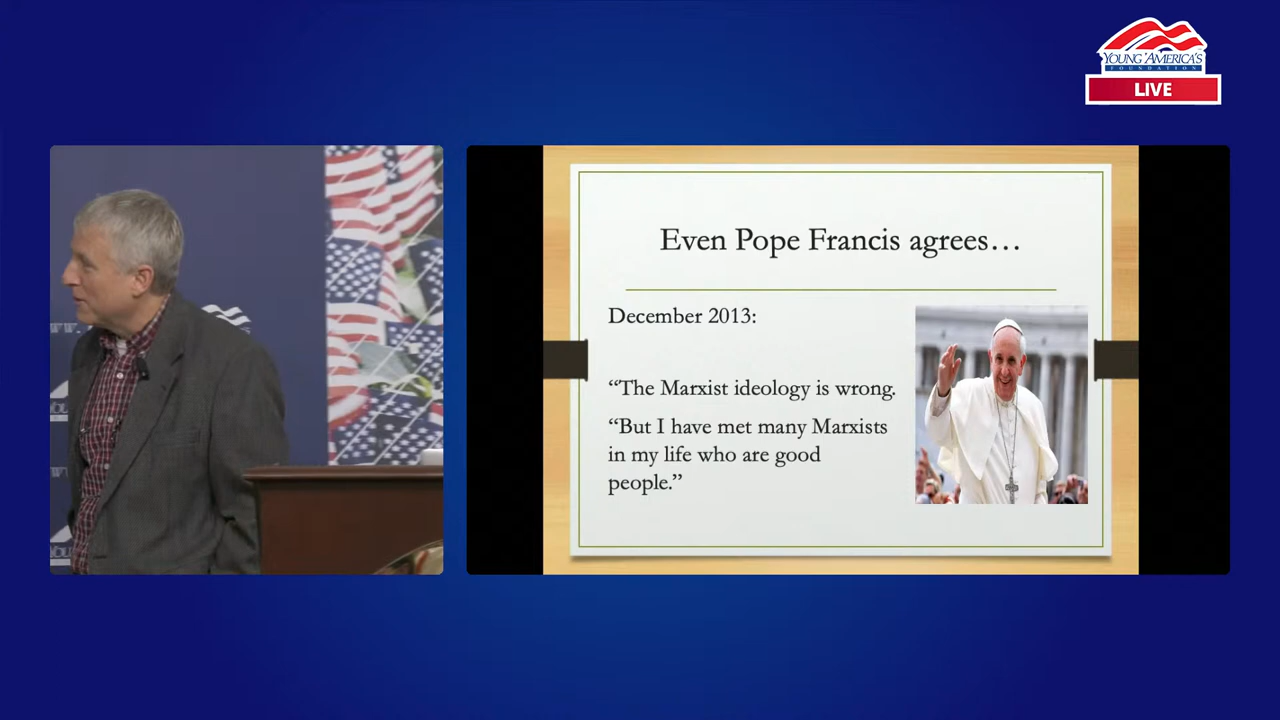 YOUNG AMERICA'S
FOUNDATION
LIVE
Even Pope Francis agrees…
December 2013:
“The Marxist ideology is wrong.
“But I have met many Marxists
in my life who are good
people.”